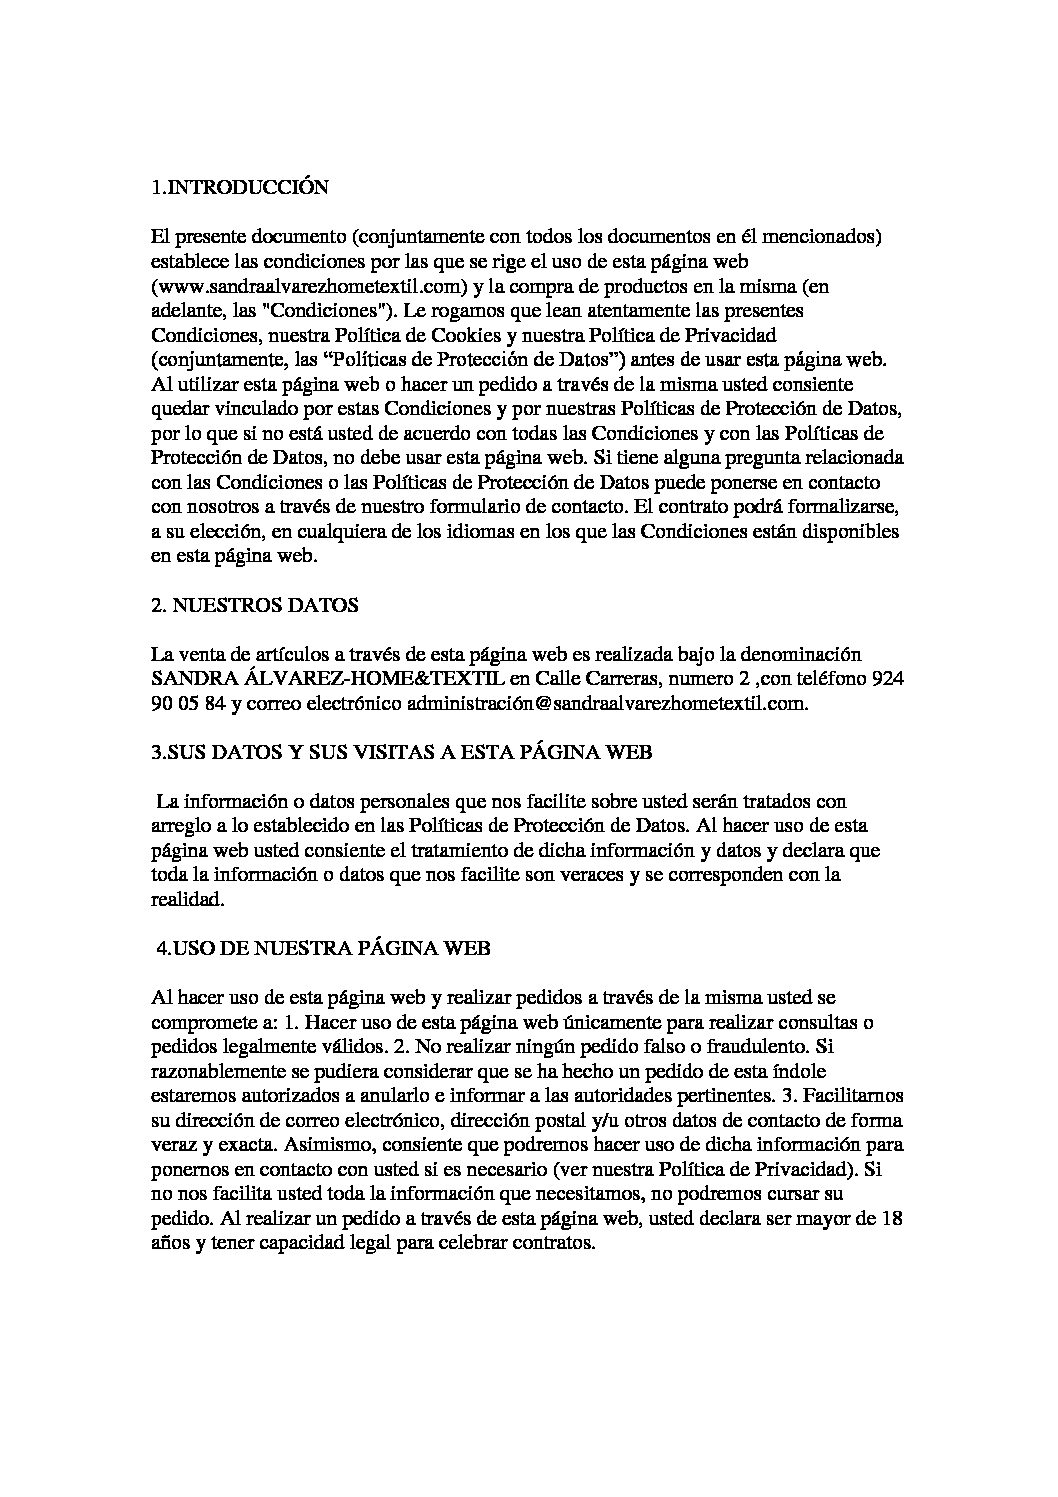 1.INTRODUCCIÓN
El presente documento (conjuntamente con todos los documentos en él mencionados)
establece las condiciones por las que se rige el uso de esta página web
(www.sandraalvarezhometextil.com) y la compra de productos en la misma (en
adelante, las "Condiciones"). Le rogamos que lean atentamente las presentes
Condiciones, nuestra Política de Cookies y nuestra Política de Privacidad
(conjuntamente, las “Políticas de Protección de Datos”) antes de usar esta página web.
Al utilizar esta página web o hacer un pedido a través de la misma usted consiente
quedar vinculado por estas Condiciones y por nuestras Políticas de Protección de Datos,
por lo que si no está usted de acuerdo con todas las Condiciones y con las Políticas de
Protección de Datos, no debe usar esta página web. Si tiene alguna pregunta relacionada
con las Condiciones o las Políticas de Protección de Datos puede ponerse en contacto
con nosotros a través de nuestro formulario de contacto. El contrato podrá formalizarse,
a su elección, en cualquiera de los idiomas en los que las Condiciones están disponibles
en esta página web.
2. NUESTROS DATOS
La venta de artículos a través de esta página web es realizada bajo la denominación
SANDRA ÁLVAREZ-HOME&TEXTIL en Calle Carreras, numero 2 ,con teléfono 924
90 05 84 y correo electrónico administración@sandraalvarezhometextil.com.
3.SUS DATOS Y SUS VISITAS A ESTA PÁGINA WEB
La información o datos personales que nos facilite sobre usted serán tratados con
arreglo a lo establecido en las Políticas de Protección de Datos. Al hacer uso de esta
página web usted consiente el tratamiento de dicha información y datos y declara que
toda la información o datos que nos facilite son veraces y se corresponden con la
realidad.
4.USO DE NUESTRA PÁGINA WEB
Al hacer uso de esta página web y realizar pedidos a través de la misma usted se
compromete a: 1. Hacer uso de esta página web únicamente para realizar consultas o
pedidos legalmente válidos. 2. No realizar ningún pedido falso o fraudulento. Si
razonablemente se pudiera considerar que se ha hecho un pedido de esta índole
estaremos autorizados a anularlo e informar a las autoridades pertinentes. 3. Facilitarnos
su dirección de correo electrónico, dirección postal y/u otros datos de contacto de forma
veraz y exacta. Asimismo, consiente que podremos hacer uso de dicha información para
ponernos en contacto con usted si es necesario (ver nuestra Política de Privacidad). Si
no nos facilita usted toda la información que necesitamos, no podremos cursar su
pedido. Al realizar un pedido a través de esta página web, usted declara ser mayor de 18
años y tener capacidad legal para celebrar contratos.